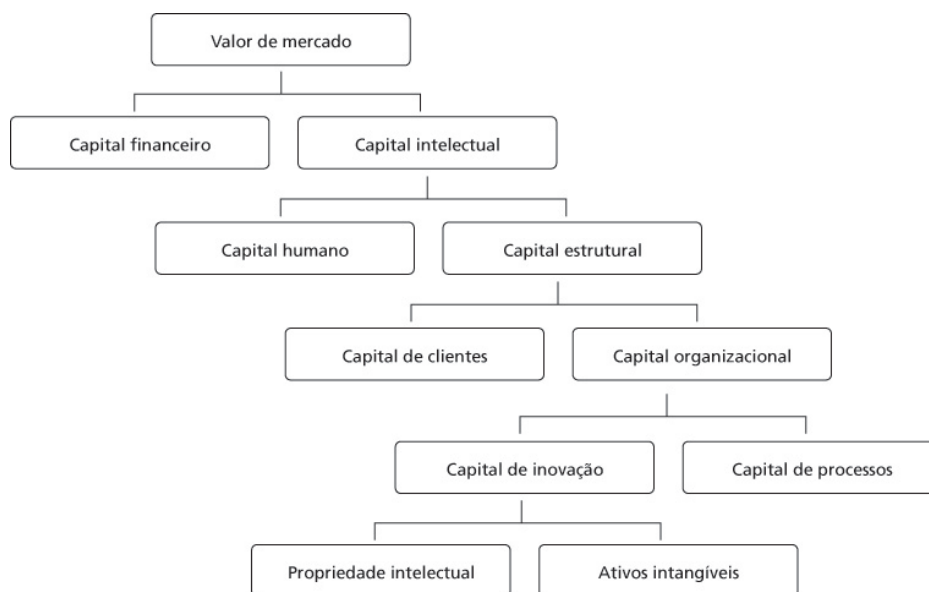 Valor de mercado
Capital financeiro
Capital intelectual
Capital humano
Capital estrutural
Capital de clientes
Capital organizacional
Capital de inovação
Capital de processos
Propriedade intelectual
Ativos intangíveis